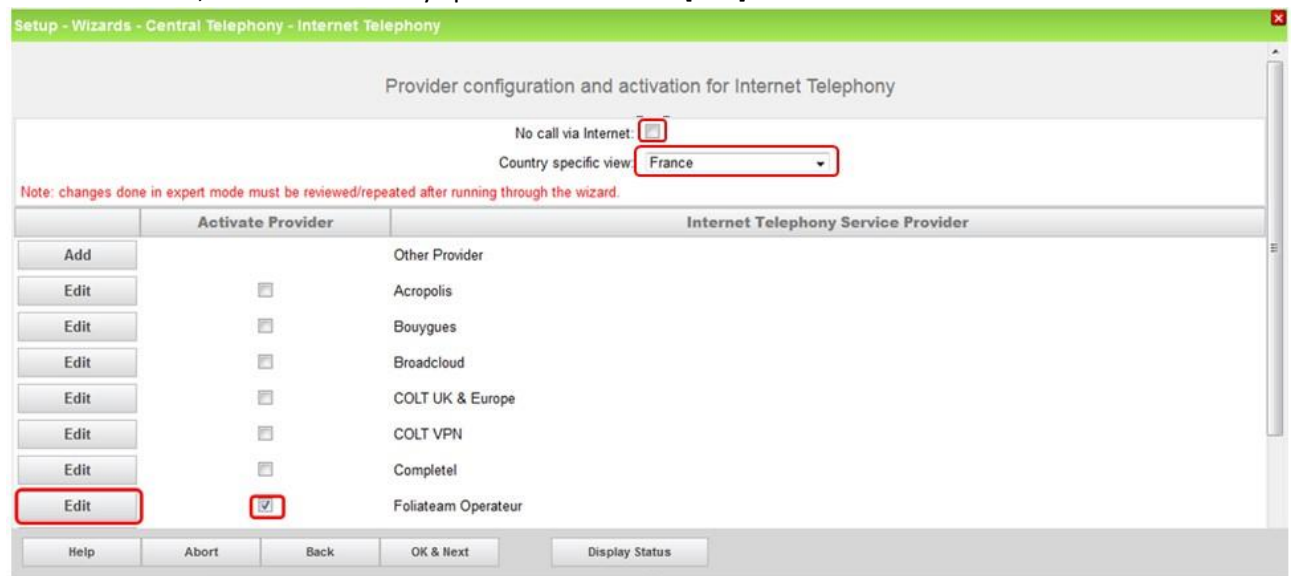 Setup - Wizards - Central Telephony - Internet Telephony
Provider configuration and activation for Internet Telephony
No call via Internet:
Country specific view: France
Note: changes done in expert mode must be reviewed/repeated after running through the wizard.
Activate Provider Internet Telephony Service Provider
Add Other Provider
Edit Acropolis
Edit Bouygues
Edit Broadcloud
Edit COLT UK & Europe
Edit COLT VPN
Edit Completel
Edit Foliateam Operateur
Help Abort Back OK & Next Display Status